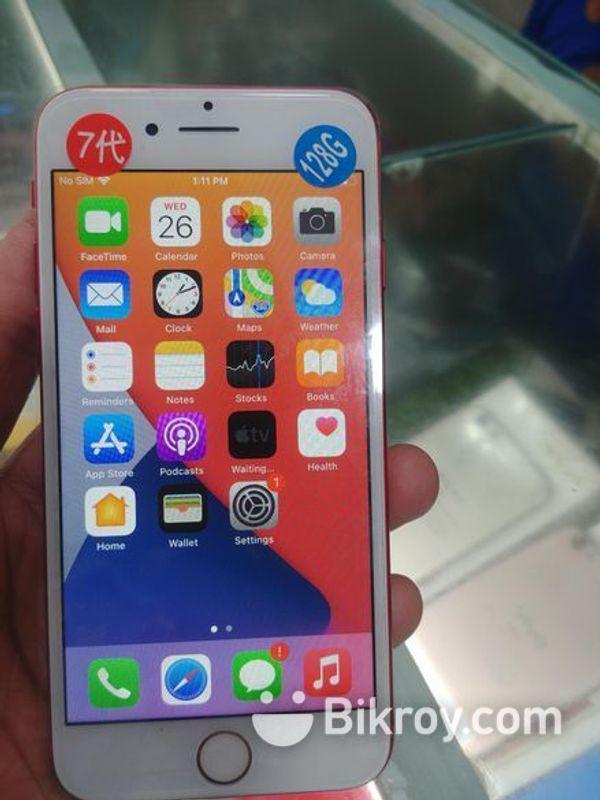 7代
128G
No SIM
1:11 PM
WED
26
FaceTime
Calendar
Photos
Camera
Mail
Clock
Maps
Weather
Reminders
Notes
Stocks
Books
App Store
Podcasts
tv
Waiting...
Health
1
Home
Wallet
Settings
!
Bikroy.com